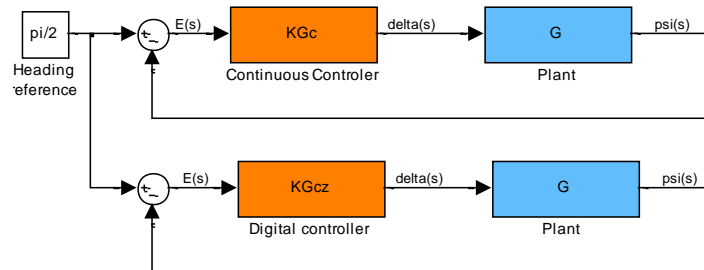 pi/2
E(s)
KGc
delta(s)
G
psi(s)
Heading
reference
Continuous Controler
Plant
E(s)
KGcz
delta(s)
G
psi(s)
Digital controller
Plant